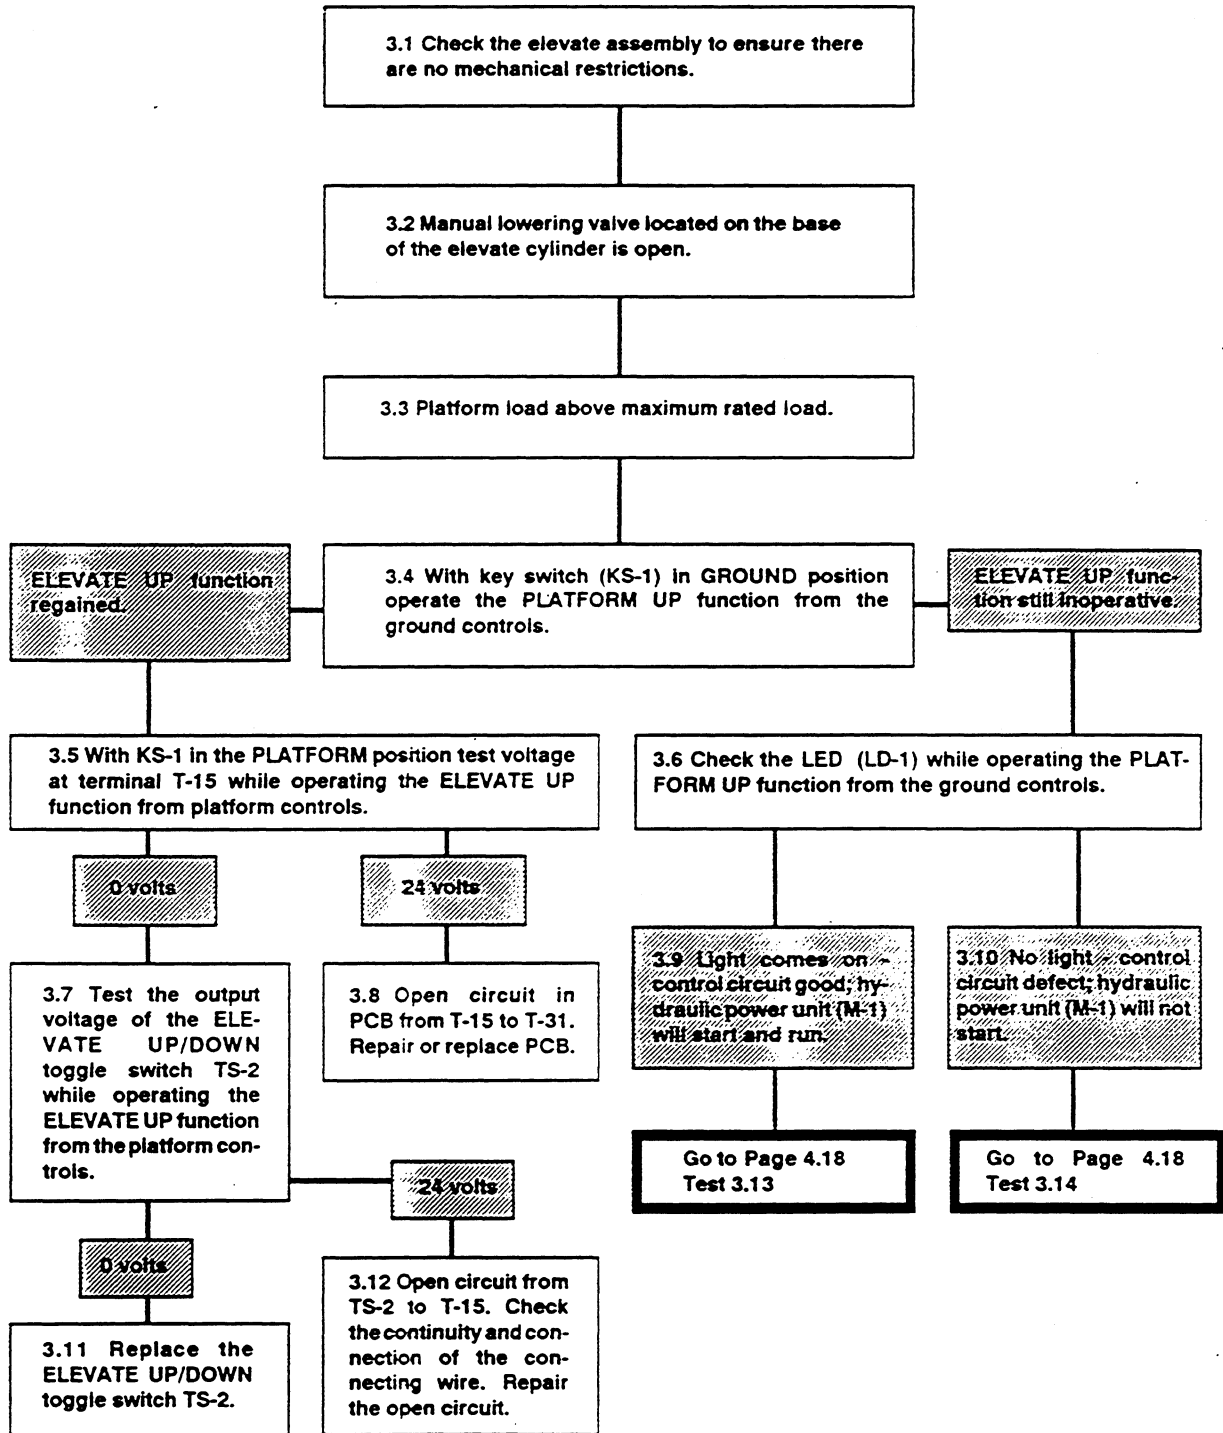 3.1 Check the elevate assembly to ensure there
are no mechanical restrictions.
3.2 Manual lowering valve located on the base
of the elevate cylinder is open.
3.3 Platform load above maximum rated load.
ELEVATE UP function
regained.
3.4 With key switch (KS-1) in GROUND position
operate the PLATFORM UP function from the
ground controls.
ELEVATE UP func-
tion still inoperative.
3.5 With KS-1 in the PLATFORM position test voltage
at terminal T-15 while operating the ELEVATE UP
function from platform controls.
3.6 Check the LED (LD-1) while operating the PLAT-
FORM UP function from the ground controls.
0 volts
24 volts
3.7 Test the output
voltage of the ELE-
VATE UP/DOWN
toggle switch TS-2
while operating the
ELEVATE UP function
from the platform con-
trols.
3.8 Open circuit in
PCB from T-15 to T-31.
Repair or replace PCB.
3.9 Light comes on -
control circuit good; hy-
draulic power unit (M-1)
will start and run.
3.10 No light - control
circuit defect; hydraulic
power unit (M-1) will not
start.
Go to Page 4.18
Test 3.13
Go to Page 4.18
Test 3.14
24 volts
0 volts
3.11 Replace the
ELEVATE UP/DOWN
toggle switch TS-2.
3.12 Open circuit from
TS-2 to T-15. Check
the continuity and con-
nection of the con-
necting wire. Repair
the open circuit.